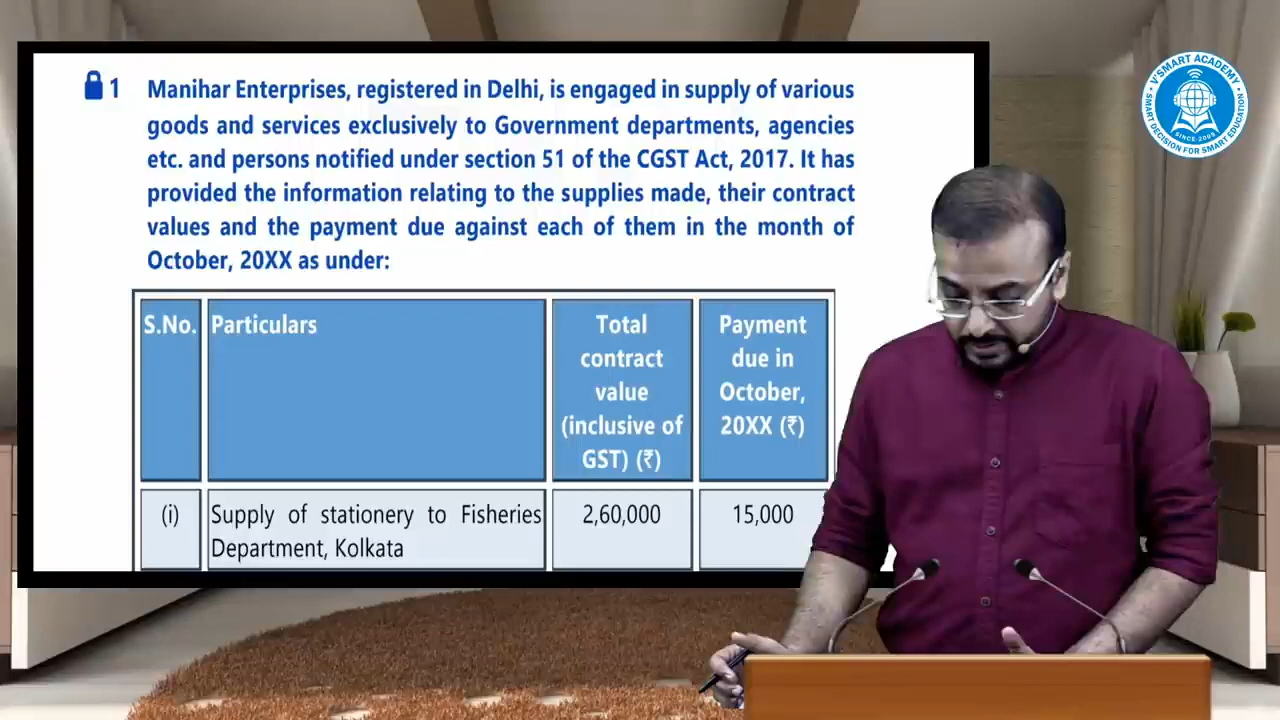 1 Manihar Enterprises, registered in Delhi, is engaged in supply of various
goods and services exclusively to Government departments, agencies
etc. and persons notified under section 51 of the CGST Act, 2017. It has
provided the information relating to the supplies made, their contract
values and the payment due against each of them in the month of
October, 20XX as under:
S.No. Particulars Total contract value (inclusive of GST) (₹) Payment due in October, 20XX (₹)
(i) Supply of stationery to Fisheries Department, Kolkata 2,60,000 15,000
V'SMART ACADEMY
SINCE-2009
SMART DECISION FOR SMART EDUCATION